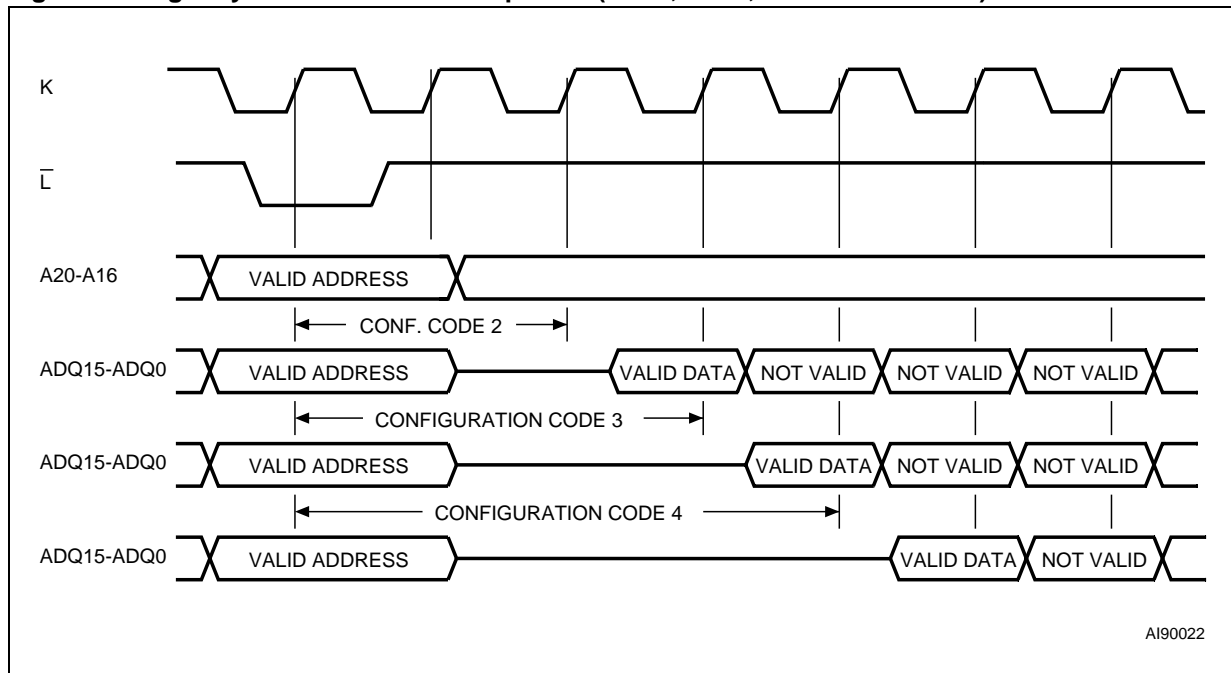 K
L
A20-A16
VALID ADDRESS
CONF. CODE 2
ADQ15-ADQ0
VALID ADDRESS
VALID DATA
NOT VALID
NOT VALID
NOT VALID
CONFIGURATION CODE 3
ADQ15-ADQ0
VALID ADDRESS
VALID DATA
NOT VALID
NOT VALID
CONFIGURATION CODE 4
ADQ15-ADQ0
VALID ADDRESS
VALID DATA
NOT VALID
AI90022